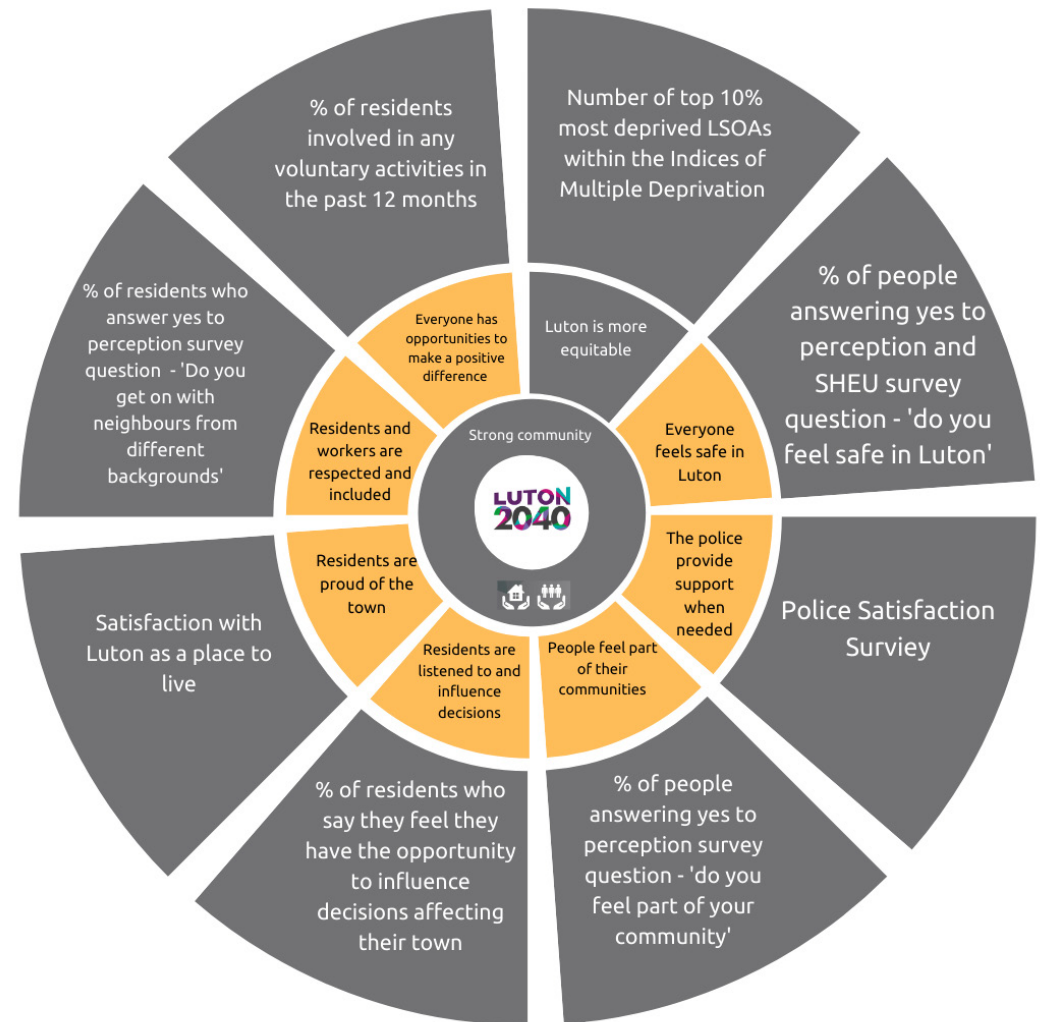 % of residents
involved in any
voluntary activities in
the past 12 months
Number of top 10%
most deprived LSOAs
within the Indices of
Multiple Deprivation
% of people
answering yes to
perception and
SHEU survey
question - 'do you
feel safe in Luton'
Police Satisfaction
Surviey
% of people
answering yes to
perception survey
question - 'do you
feel part of your
community'
% of residents who
say they feel they
have the opportunity
to influence
decisions affecting
their town
Satisfaction with
Luton as a place to
live
% of residents who
answer yes to
perception survey
question - 'Do you
get on with
neighbours from
different
backgrounds'
Everyone has
opportunities to
make a positive
difference
Luton is more
equitable
Everyone
feels safe in
Luton
The police
provide
support
when
needed
People feel part
of their
communities
Residents are
listened to and
influence
decisions
Residents are
proud of the
town
Residents and
workers are
respected and
included
Strong community
LUTON
2040